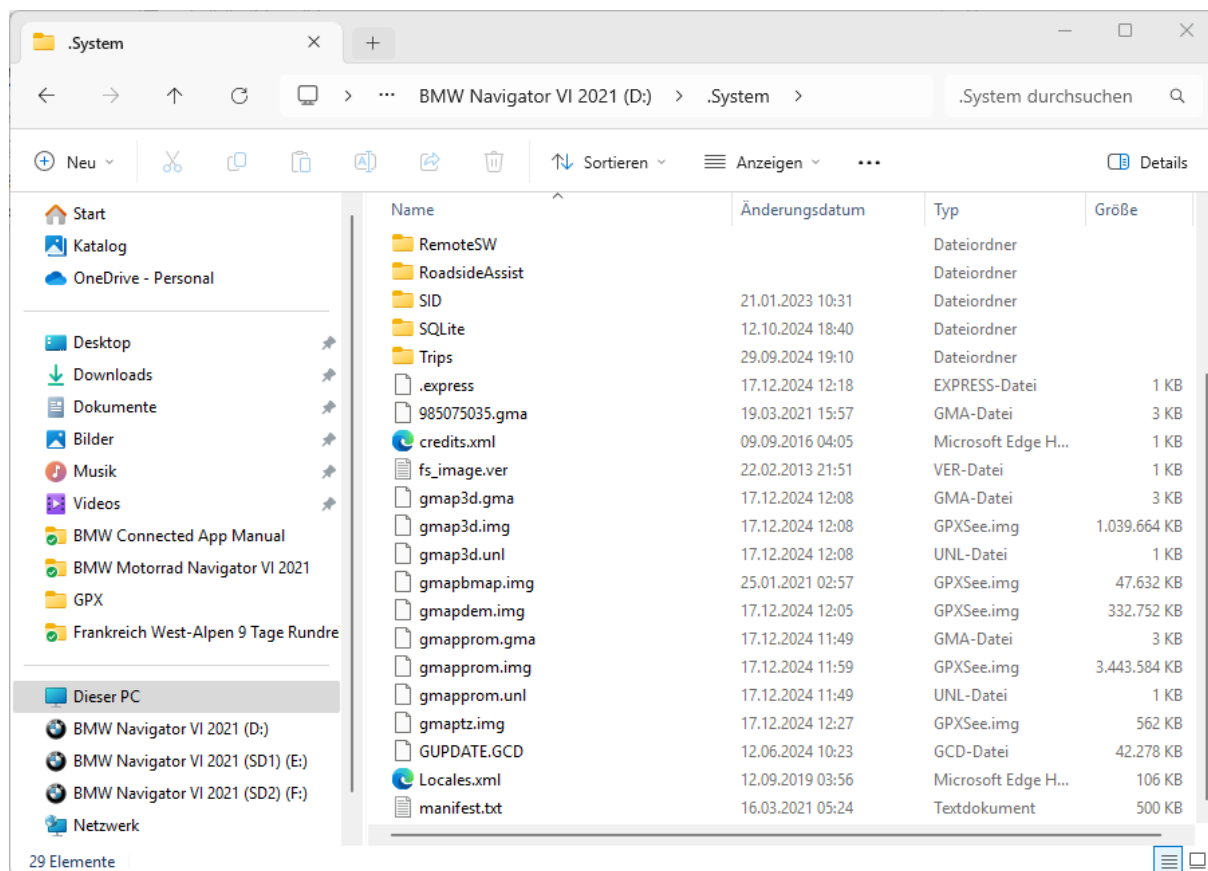 .System
BMW Navigator VI 2021 (D:) > .System >
.System durchsuchen
Neu
Sortieren
Anzeigen
Details
Start
Katalog
OneDrive - Personal
Desktop
Downloads
Dokumente
Bilder
Musik
Videos
BMW Connected App Manual
BMW Motorrad Navigator VI 2021
GPX
Frankreich West-Alpen 9 Tage Rundre
Dieser PC
BMW Navigator VI 2021 (D:)
BMW Navigator VI 2021 (SD1) (E:)
BMW Navigator VI 2021 (SD2) (F:)
Netzwerk
Name Änderungsdatum Typ Größe
RemoteSW Dateiordner
RoadsideAssist Dateiordner
SID 21.01.2023 10:31 Dateiordner
SQLite 12.10.2024 18:40 Dateiordner
Trips 29.09.2024 19:10 Dateiordner
.express 17.12.2024 12:18 EXPRESS-Datei 1 KB
985075035.gma 19.03.2021 15:57 GMA-Datei 3 KB
credits.xml 09.09.2016 04:05 Microsoft Edge H... 1 KB
fs_image.ver 22.02.2013 21:51 VER-Datei 1 KB
gmap3d.gma 17.12.2024 12:08 GMA-Datei 3 KB
gmap3d.img 17.12.2024 12:08 GPXSee.img 1.039.664 KB
gmap3d.unl 17.12.2024 12:08 UNL-Datei 1 KB
gmapbmap.img 25.01.2021 02:57 GPXSee.img 47.632 KB
gmapdem.img 17.12.2024 12:05 GPXSee.img 332.752 KB
gmapprom.gma 17.12.2024 11:49 GMA-Datei 3 KB
gmapprom.img 17.12.2024 11:59 GPXSee.img 3.443.584 KB
gmapprom.unl 17.12.2024 11:49 UNL-Datei 1 KB
gmaptz.img 17.12.2024 12:27 GPXSee.img 562 KB
GUPDATE.GCD 12.06.2024 10:23 GCD-Datei 42.278 KB
Locales.xml 12.09.2019 03:56 Microsoft Edge H... 106 KB
manifest.txt 16.03.2021 05:24 Textdokument 500 KB
29 Elemente